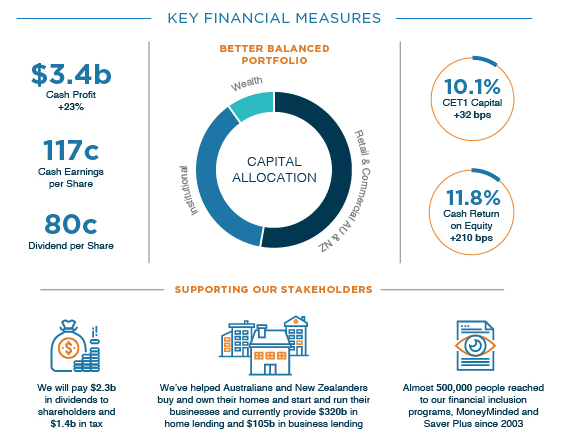 KEY FINANCIAL MEASURES
$3.4b
Cash Profit
+23%
117c
Cash Earnings
per Share
80c
Dividend per Share
BETTER BALANCED
PORTFOLIO
Wealth
Institutional
Retail & Commercial AU & NZ
CAPITAL
ALLOCATION
10.1%
CET1 Capital
+32 bps
11.8%
Cash Return
on Equity
+210 bps
SUPPORTING OUR STAKEHOLDERS
$
We will pay $2.3b
in dividends to
shareholders and
$1.4b in tax
We've helped Australians and New Zealanders
buy and own their homes and start and run their
businesses and currently provide $320b in
home lending and $105b in business lending
Almost 500,000 people reached
to our financial inclusion
programs, MoneyMinded and
Saver Plus since 2003